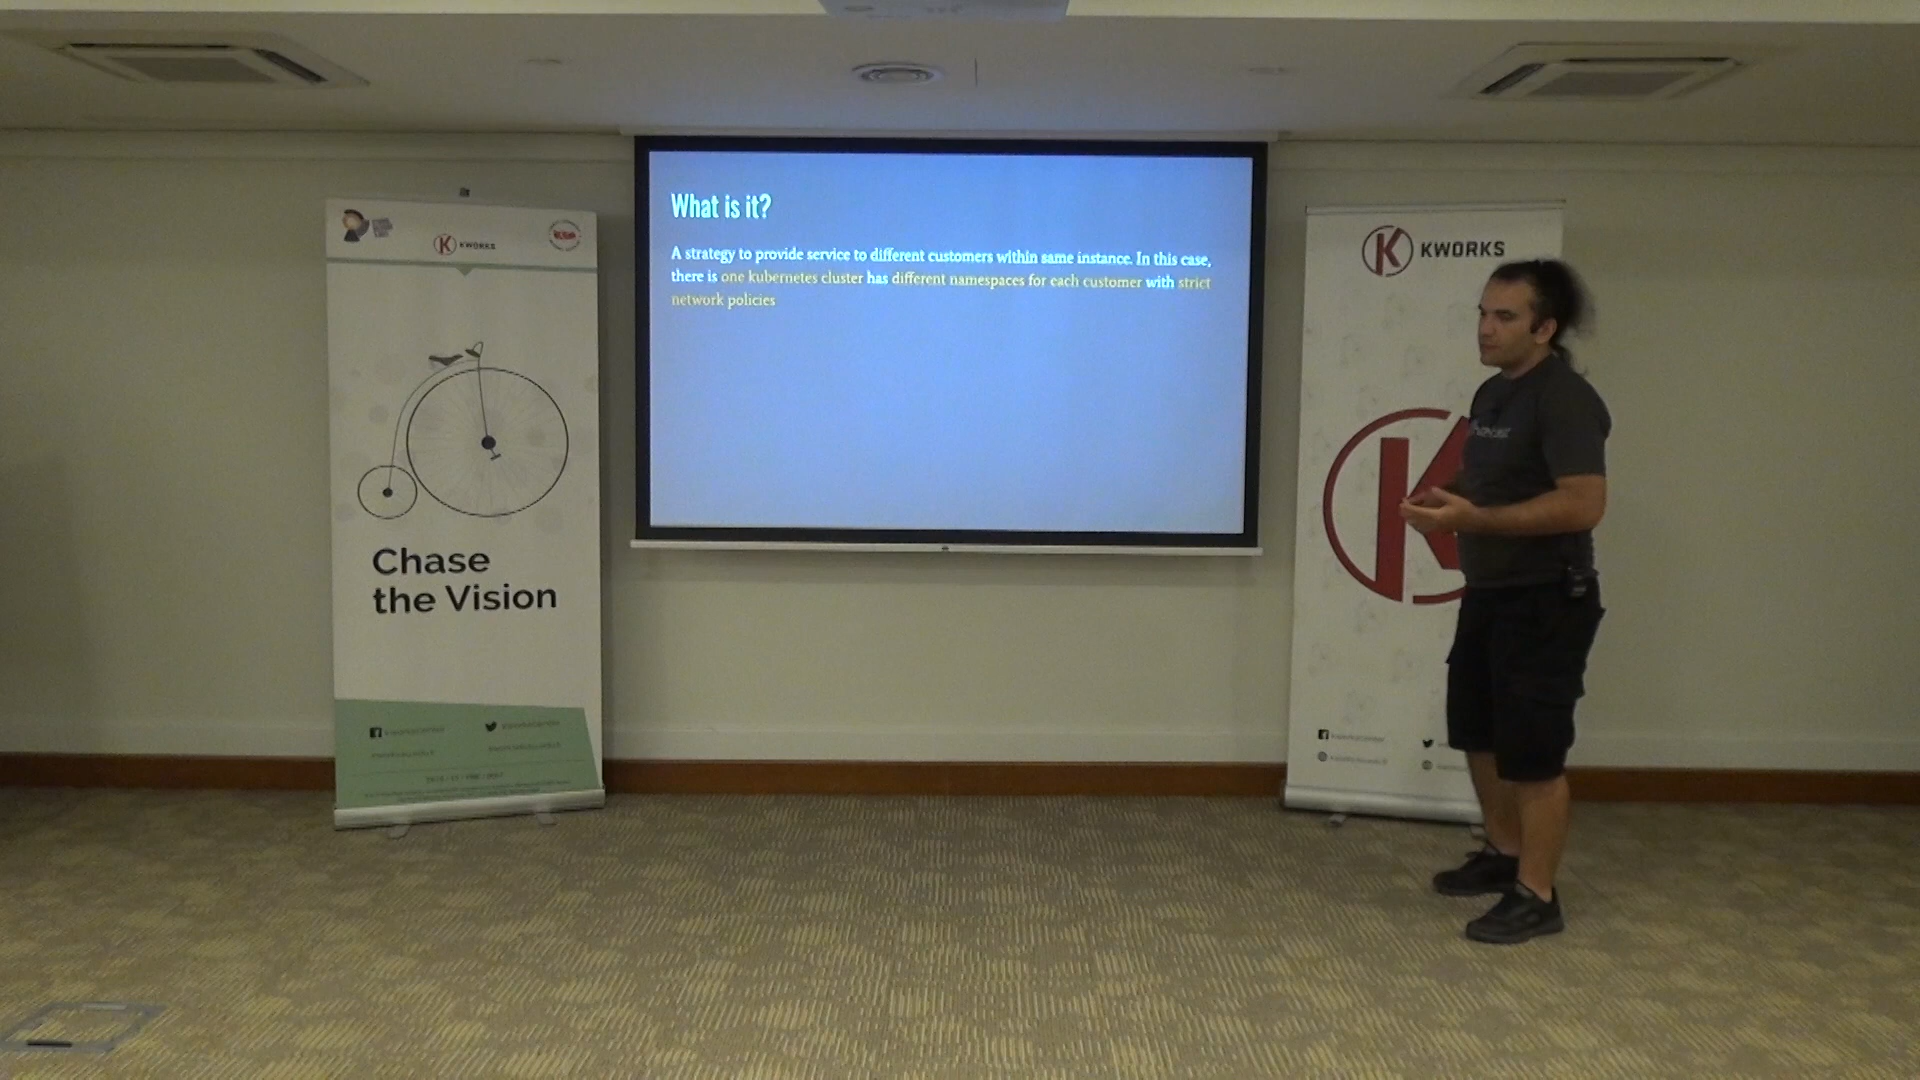 KWORKS
Chase
the Vision
What is it?
A strategy to provide service to different customers within same instance. In this case,
there is one kubernetes cluster has different namespaces for each customer with strict
network policies
KWORKS